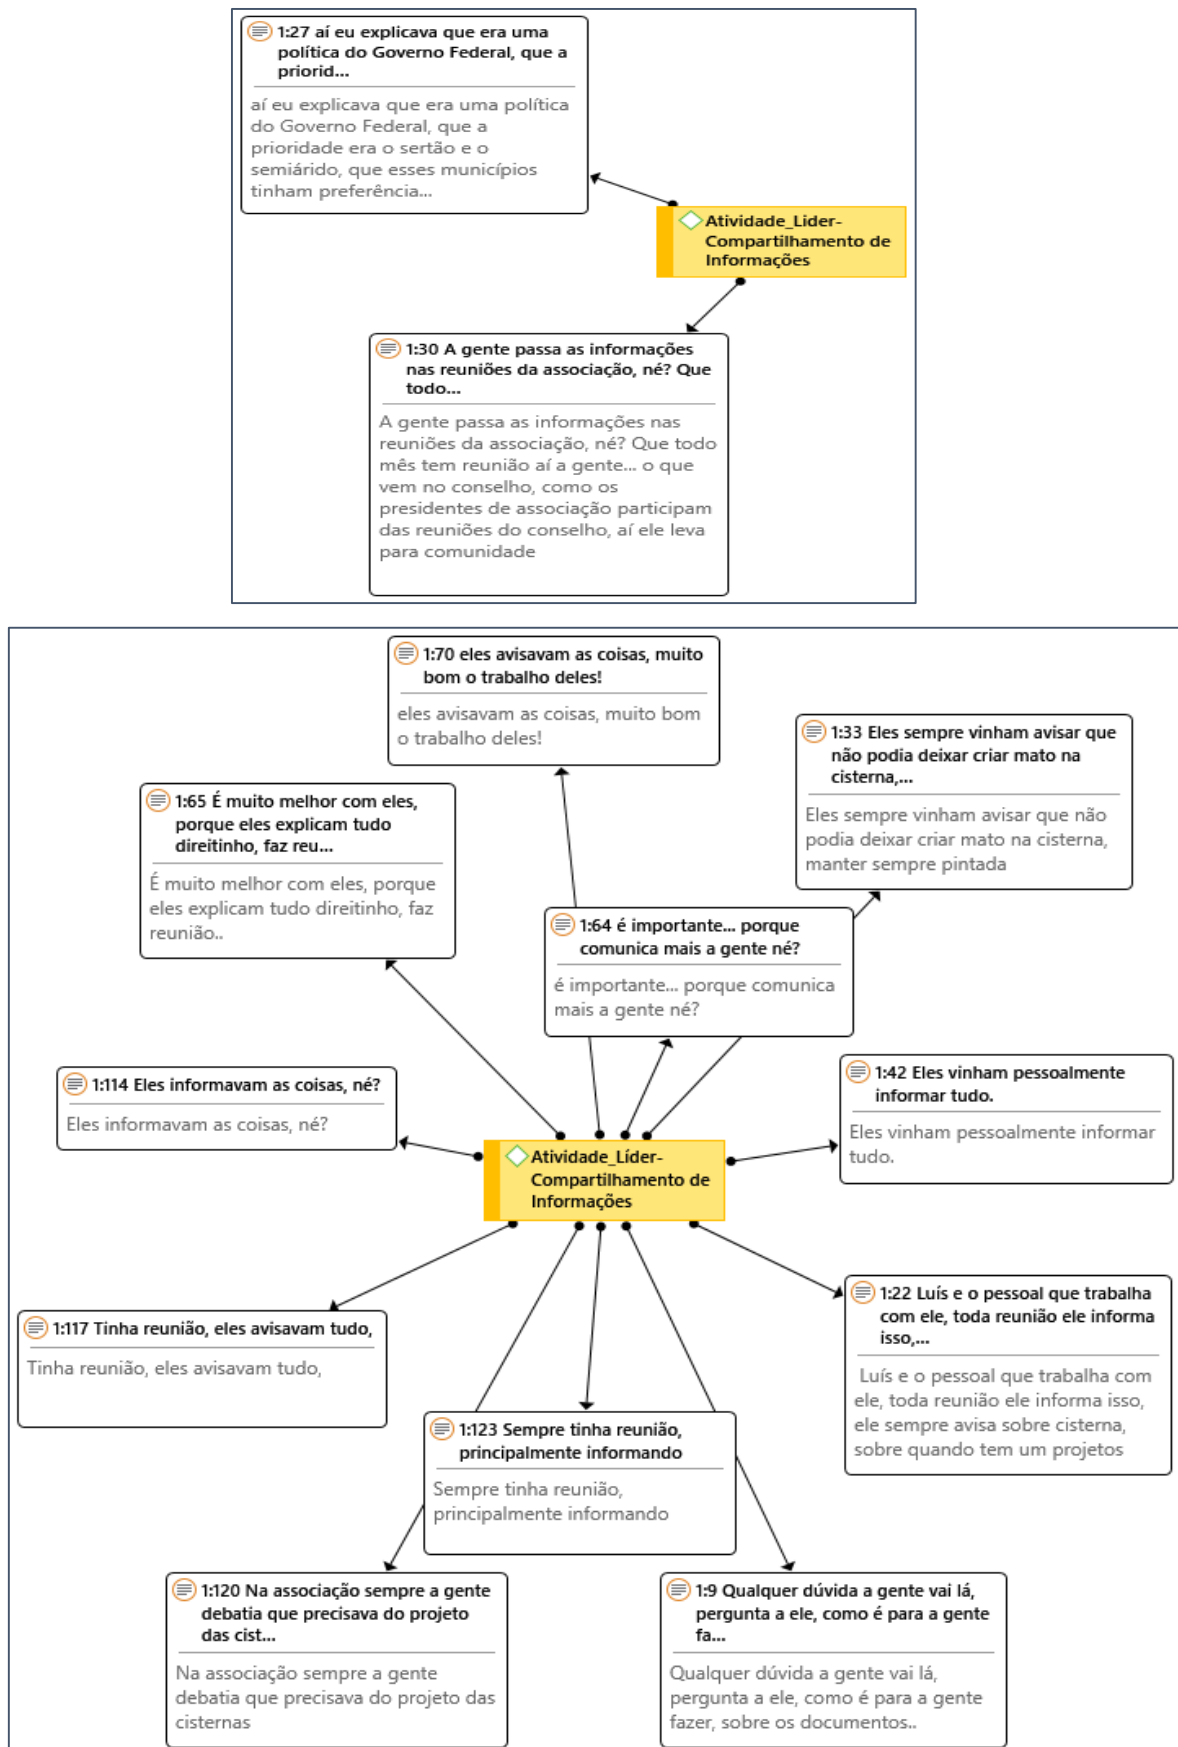 1:27 aí eu explicava que era uma
política do Governo Federal, que a
priorid...
aí eu explicava que era uma política
do Governo Federal, que a
prioridade era o sertão e o
semiárido, que esses municípios
tinham preferência...
Atividade_Lider-
Compartilhamento de
Informações
1:30 A gente passa as informações
nas reuniões da associação, né? Que
todo...
A gente passa as informações nas
reuniões da associação, né? Que todo
mês tem reunião aí a gente... o que
vem no conselho, como os
presidentes de associação participam
das reuniões do conselho, aí ele leva
para comunidade
1:70 eles avisavam as coisas, muito
bom o trabalho deles!
eles avisavam as coisas, muito bom
o trabalho deles!
1:33 Eles sempre vinham avisar que
não podia deixar criar mato na
cisterna,...
Eles sempre vinham avisar que não
podia deixar criar mato na cisterna,
manter sempre pintada
1:65 É muito melhor com eles,
porque eles explicam tudo
direitinho, faz reu...
É muito melhor com eles, porque
eles explicam tudo direitinho, faz
reunião..
1:64 é importante... porque
comunica mais a gente né?
é importante... porque comunica
mais a gente né?
1:114 Eles informavam as coisas, né?
Eles informavam as coisas, né?
1:42 Eles vinham pessoalmente
informar tudo.
Eles vinham pessoalmente informar
tudo.
Atividade_Líder-
Compartilhamento de
Informações
1:117 Tinha reunião, eles avisavam tudo,
Tinha reunião, eles avisavam tudo,
1:22 Luís e o pessoal que trabalha
com ele, toda reunião ele informa
isso,...
Luís e o pessoal que trabalha com
ele, toda reunião ele informa isso,
ele sempre avisa sobre cisterna,
sobre quando tem um projetos
1:123 Sempre tinha reunião,
principalmente informando
Sempre tinha reunião,
principalmente informando
1:120 Na associação sempre a gente
debatia que precisava do projeto
das cist...
Na associação sempre a gente
debatia que precisava do projeto das
cisternas
1:9 Qualquer dúvida a gente vai lá,
pergunta a ele, como é para a gente
fa...
Qualquer dúvida a gente vai lá,
pergunta a ele, como é para a gente
fazer, sobre os documentos..